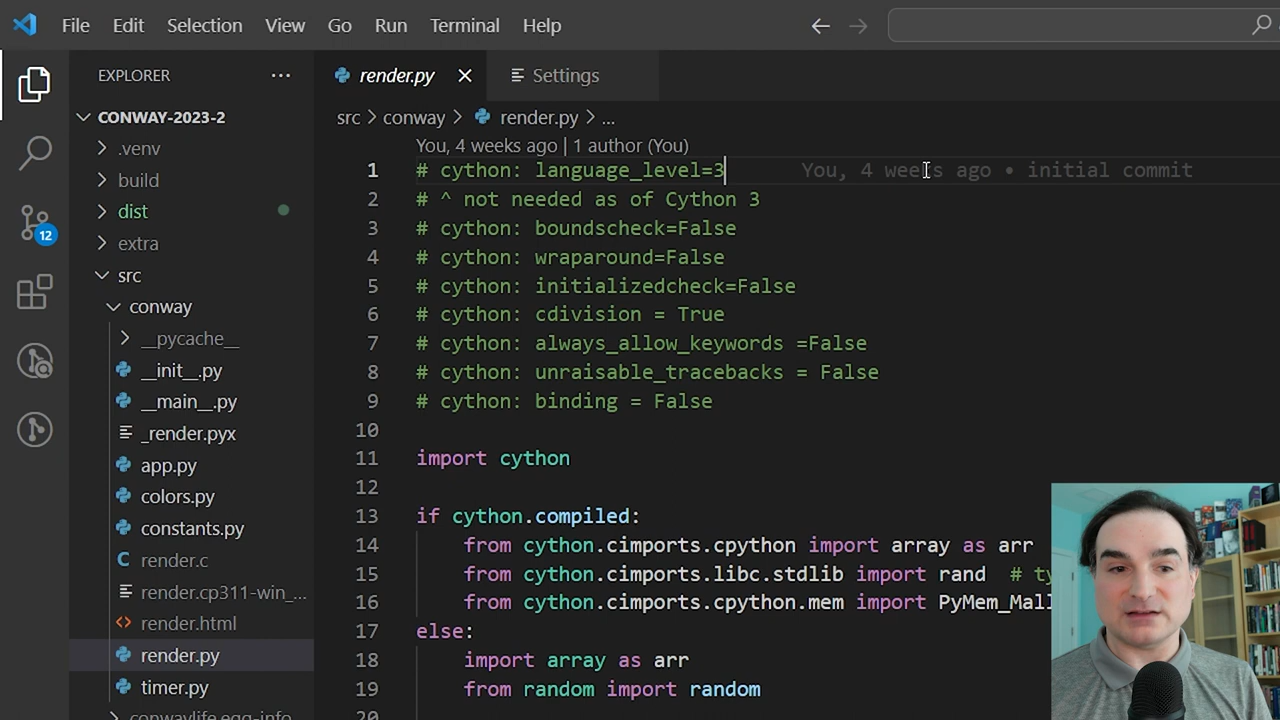 File Edit Selection View Go Run Terminal Help
EXPLORER
render.py
Settings
CONWAY-2023-2
.venv
build
dist
extra
src
conway
__pycache__
__init__.py
__main__.py
_render.pyx
app.py
colors.py
constants.py
render.c
render.cp311-win_...
render.html
render.py
timer.py
conwaylife.egg-info
12
src > conway > render.py > ...
You, 4 weeks ago | 1 author (You)
1 # cython: language_level=3 You, 4 weeks ago • initial commit
2 # ^ not needed as of Cython 3
3 # cython: boundscheck=False
4 # cython: wraparound=False
5 # cython: initializedcheck=False
6 # cython: cdivision = True
7 # cython: always_allow_keywords =False
8 # cython: unraisable_tracebacks = False
9 # cython: binding = False
10
11 import cython
12
13 if cython.compiled:
14 from cython.cimports.cpython import array as arr
15 from cython.cimports.libc.stdlib import rand # ty
16 from cython.cimports.cpython.mem import PyMem_Mall
17 else:
18 import array as arr
19 from random import random
20